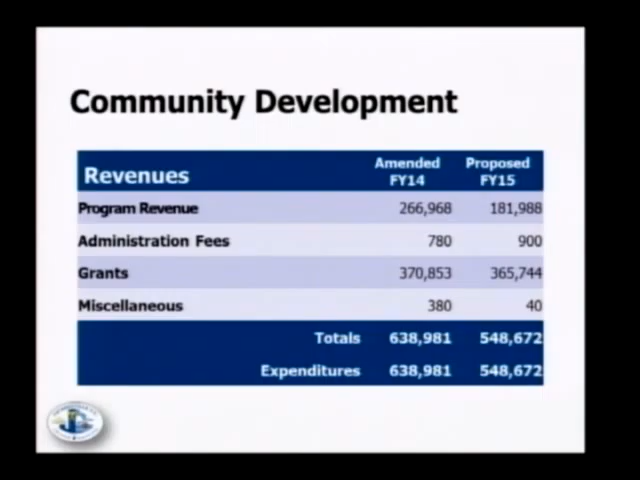 Community Development
Revenues Amended FY14 Proposed FY15
Program Revenue 266,968 181,988
Administration Fees 780 900
Grants 370,853 365,744
Miscellaneous 380 40
Totals 638,981 548,672
Expenditures 638,981 548,672